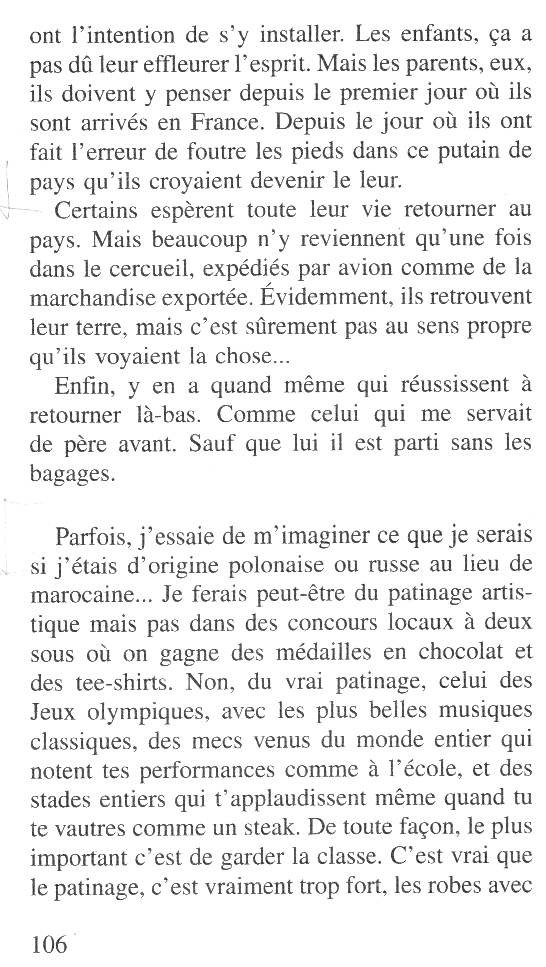 ont l'intention de s'y installer. Les enfants, ça a
pas dû leur effleurer l'esprit. Mais les parents, eux,
ils doivent y penser depuis le premier jour où ils
sont arrivés en France. Depuis le jour où ils ont
fait l'erreur de foutre les pieds dans ce putain de
pays qu'ils croyaient devenir le leur.
Certains espèrent toute leur vie retourner au
pays. Mais beaucoup n'y reviennent qu'une fois
dans le cercueil, expédiés par avion comme de la
marchandise exportée. Évidemment, ils retrouvent
leur terre, mais c'est sûrement pas au sens propre
qu'ils voyaient la chose...
Enfin, y en a quand même qui réussissent à
retourner là-bas. Comme celui qui me servait
de père avant. Sauf que lui il est parti sans les
bagages.
Parfois, j'essaie de m'imaginer ce que je serais
si j'étais d'origine polonaise ou russe au lieu de
marocaine... Je ferais peut-être du patinage artis-
tique mais pas dans des concours locaux à deux
sous où on gagne des médailles en chocolat et
des tee-shirts. Non, du vrai patinage, celui des
Jeux olympiques, avec les plus belles musiques
classiques, des mecs venus du monde entier qui
notent tes performances comme à l'école, et des
stades entiers qui t'applaudissent même quand tu
te vautres comme un steak. De toute façon, le plus
important c'est de garder la classe. C'est vrai que
le patinage, c'est vraiment trop fort, les robes avec
106